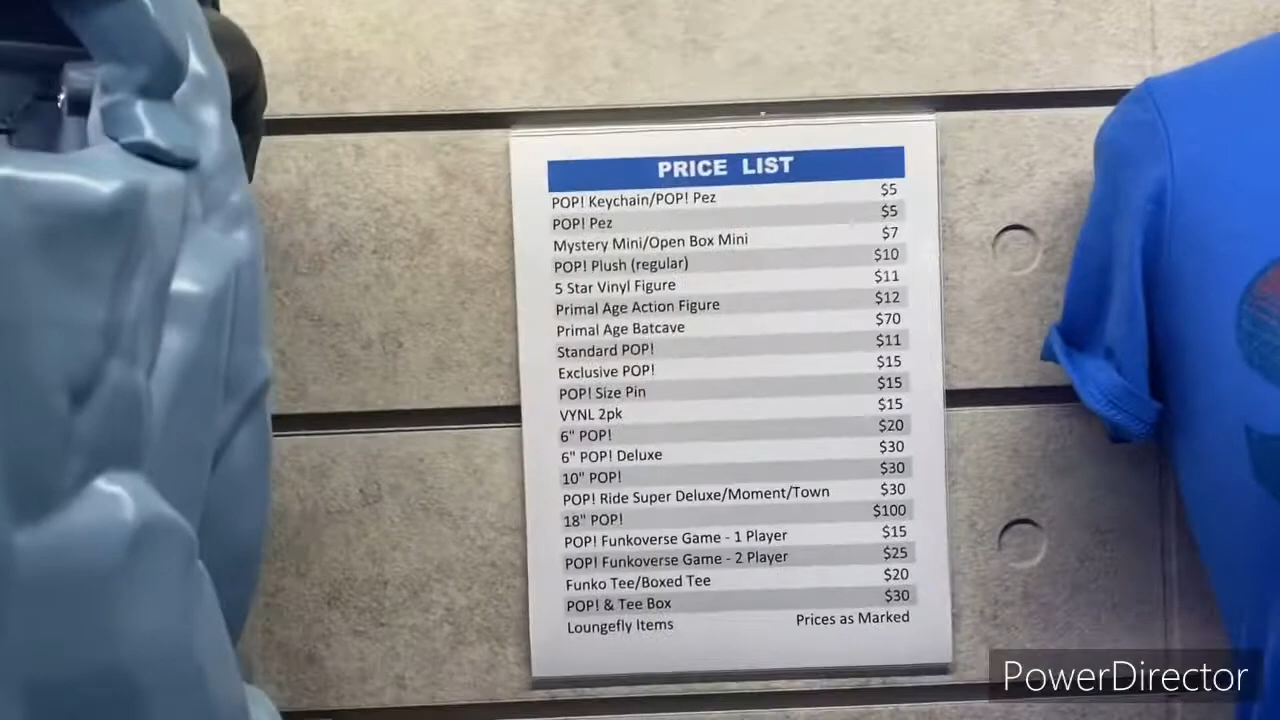 PRICE LIST
POP! Keychain/POP! Pez $5
POP! Pez $5
Mystery Mini/Open Box Mini $7
POP! Plush (regular) $10
5 Star Vinyl Figure $11
Primal Age Action Figure $12
Primal Age Batcave $70
Standard POP! $11
Exclusive POP! $15
POP! Size Pin $15
VYNL 2pk $15
6" POP! $20
6" POP! Deluxe $30
10" POP! $30
POP! Ride Super Deluxe/Moment/Town $30
18" POP! $100
POP! Funkoverse Game - 1 Player $15
POP! Funkoverse Game - 2 Player $25
Funko Tee/Boxed Tee $20
POP! & Tee Box $30
Loungefly Items Prices as Marked
PowerDirector